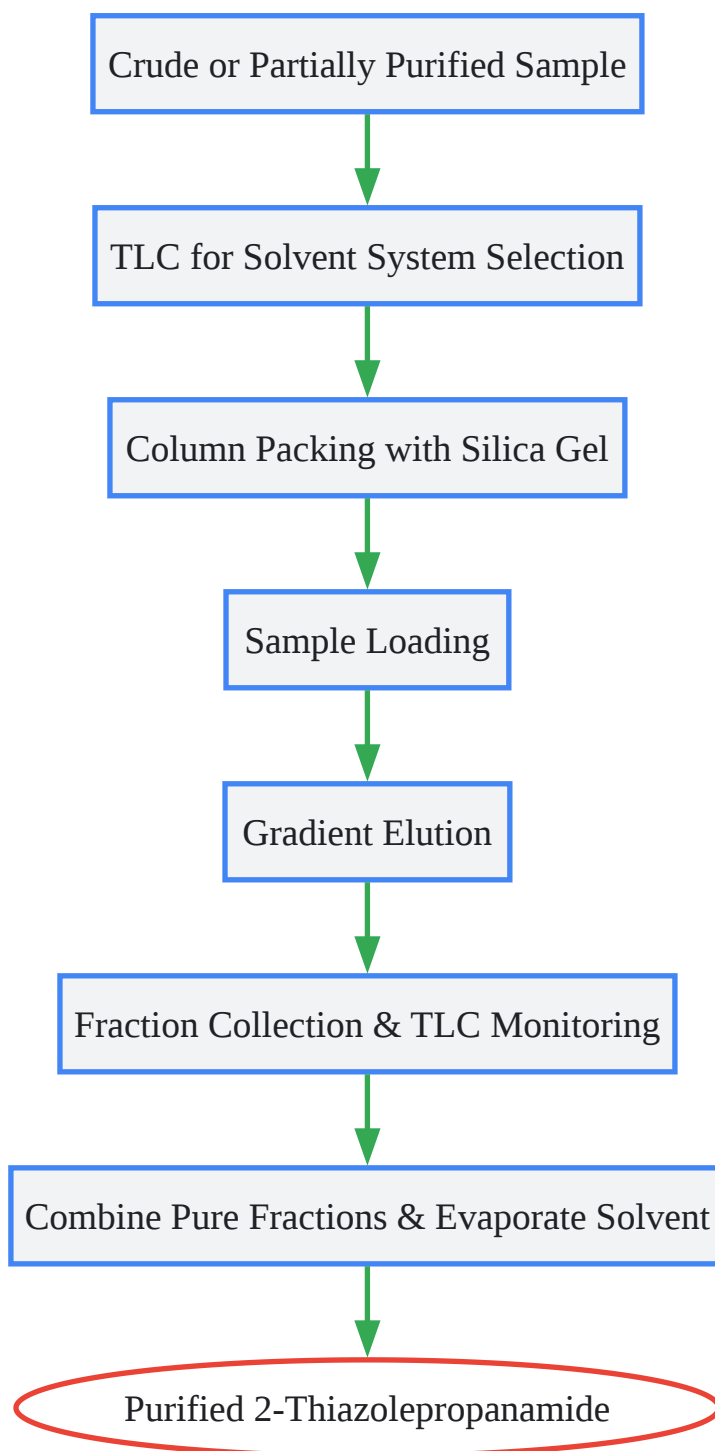 Crude or Partially Purified Sample
TLC for Solvent System Selection
Column Packing with Silica Gel
Sample Loading
Gradient Elution
Fraction Collection & TLC Monitoring
Combine Pure Fractions & Evaporate Solvent
Purified 2-Thiazolepropanamide